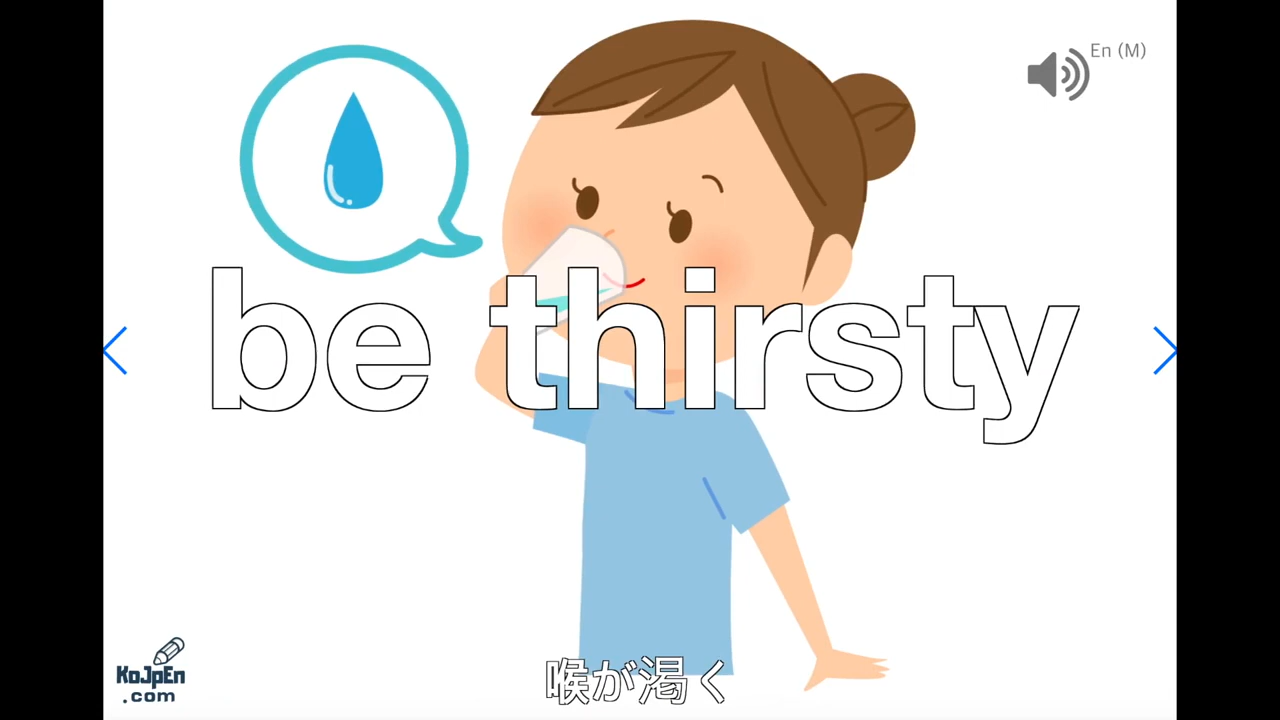 En (M)
be thirsty
喉が渇く
KoJpEn
.com